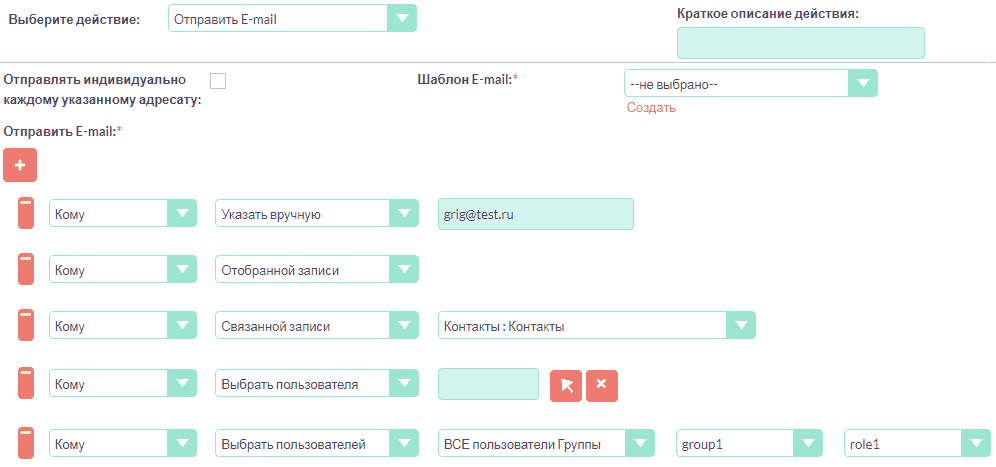 Выберите действие: Отправить E-mail Краткое описание действия:
Отправлять индивидуально каждому указанному адресату: Шаблон E-mail:* --не выбрано--
Создать
Отправить E-mail:*
+
Кому Указать вручную grig@test.ru
Кому Отобранной записи
Кому Связанной записи Контакты : Контакты
Кому Выбрать пользователя
Кому Выбрать пользователей ВСЕ пользователи Группы group1 role1